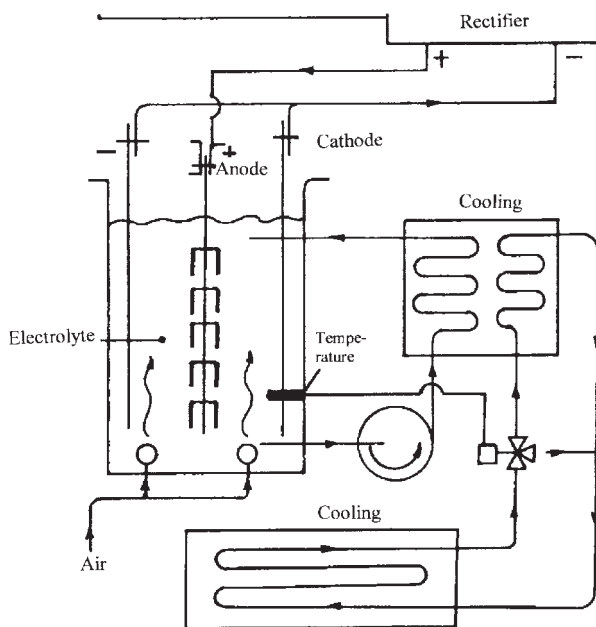 Rectifier
+
−
−
+
Cathode
Anode
Cooling
Electrolyte
Tempe-
rature
Cooling
Air